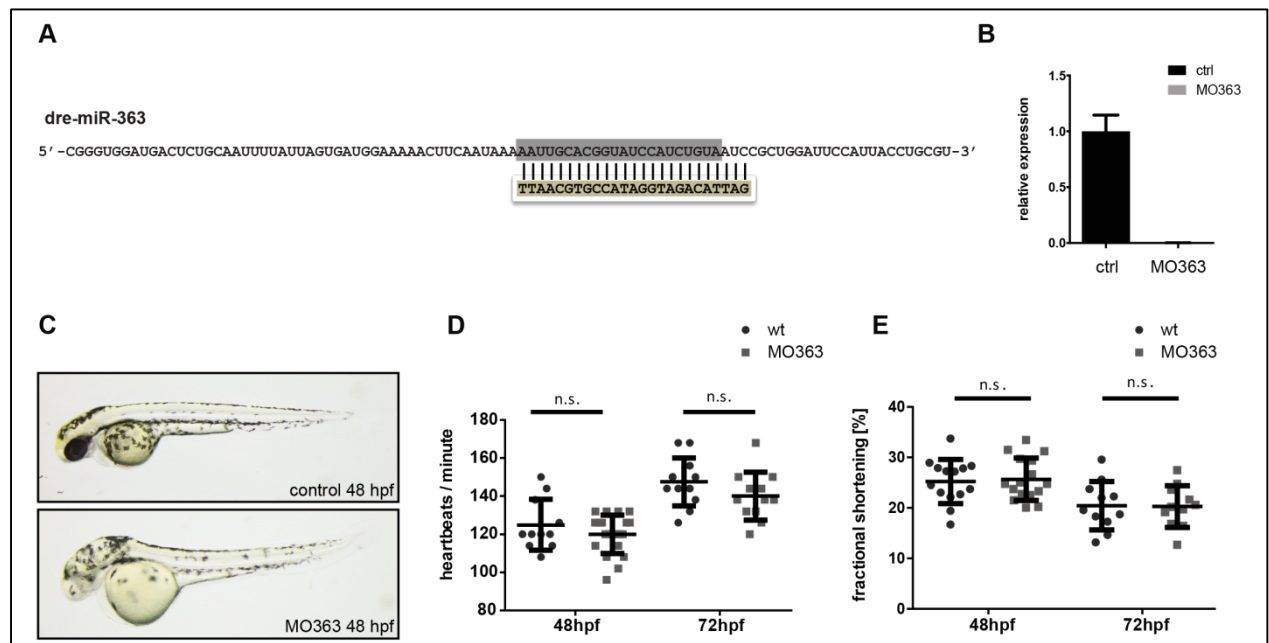 A
dre-miR-363
5'-CGGGUGGAUGACUCUGCAAUUUUAUUAGUGAUGGAAAAACUUCAAUAAAAAUUGCACGGUAUCCAUCUGUAAUCCGCUGGAUUCCAUUACCUGCGU-3'
TTAACGTGCCATAGGTAGACATTAG
B
ctrl
MO363
relative expression
1.5
1.0
0.5
0.0
ctrl MO363
C
control 48 hpf
MO363 48 hpf
D
wt
MO363
n.s.
n.s.
heartbeats / minute
180
160
140
120
100
80
48hpf 72hpf
E
wt
MO363
n.s.
n.s.
fractional shortening [%]
40
30
20
10
0
48hpf 72hpf